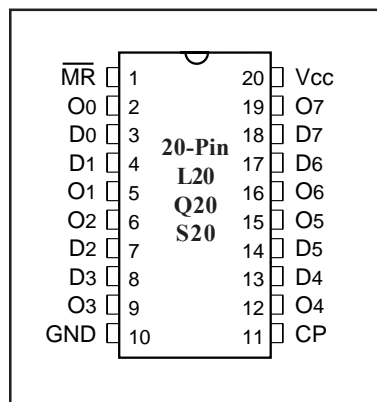 M̅R̅ 1 20 Vcc
O0 2 19 O7
D0 3 18 D7
D1 4 20-Pin 17 D6
O1 5 L20 16 O6
O2 6 Q20 15 O5
D2 7 S20 14 D5
D3 8 13 D4
O3 9 12 O4
GND 10 11 CP